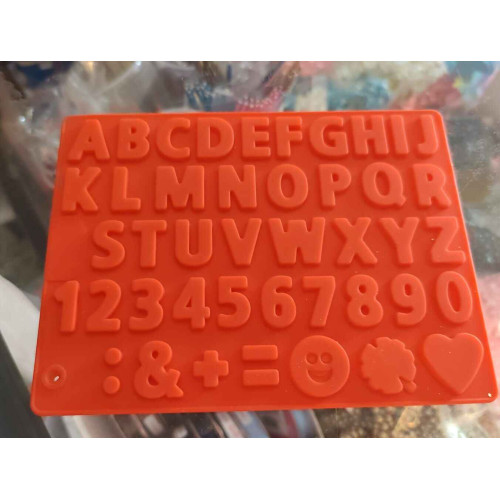 ABCDEFGHIJ
KLMNOPQR
STUVWXYZ
1234567890
:&+=